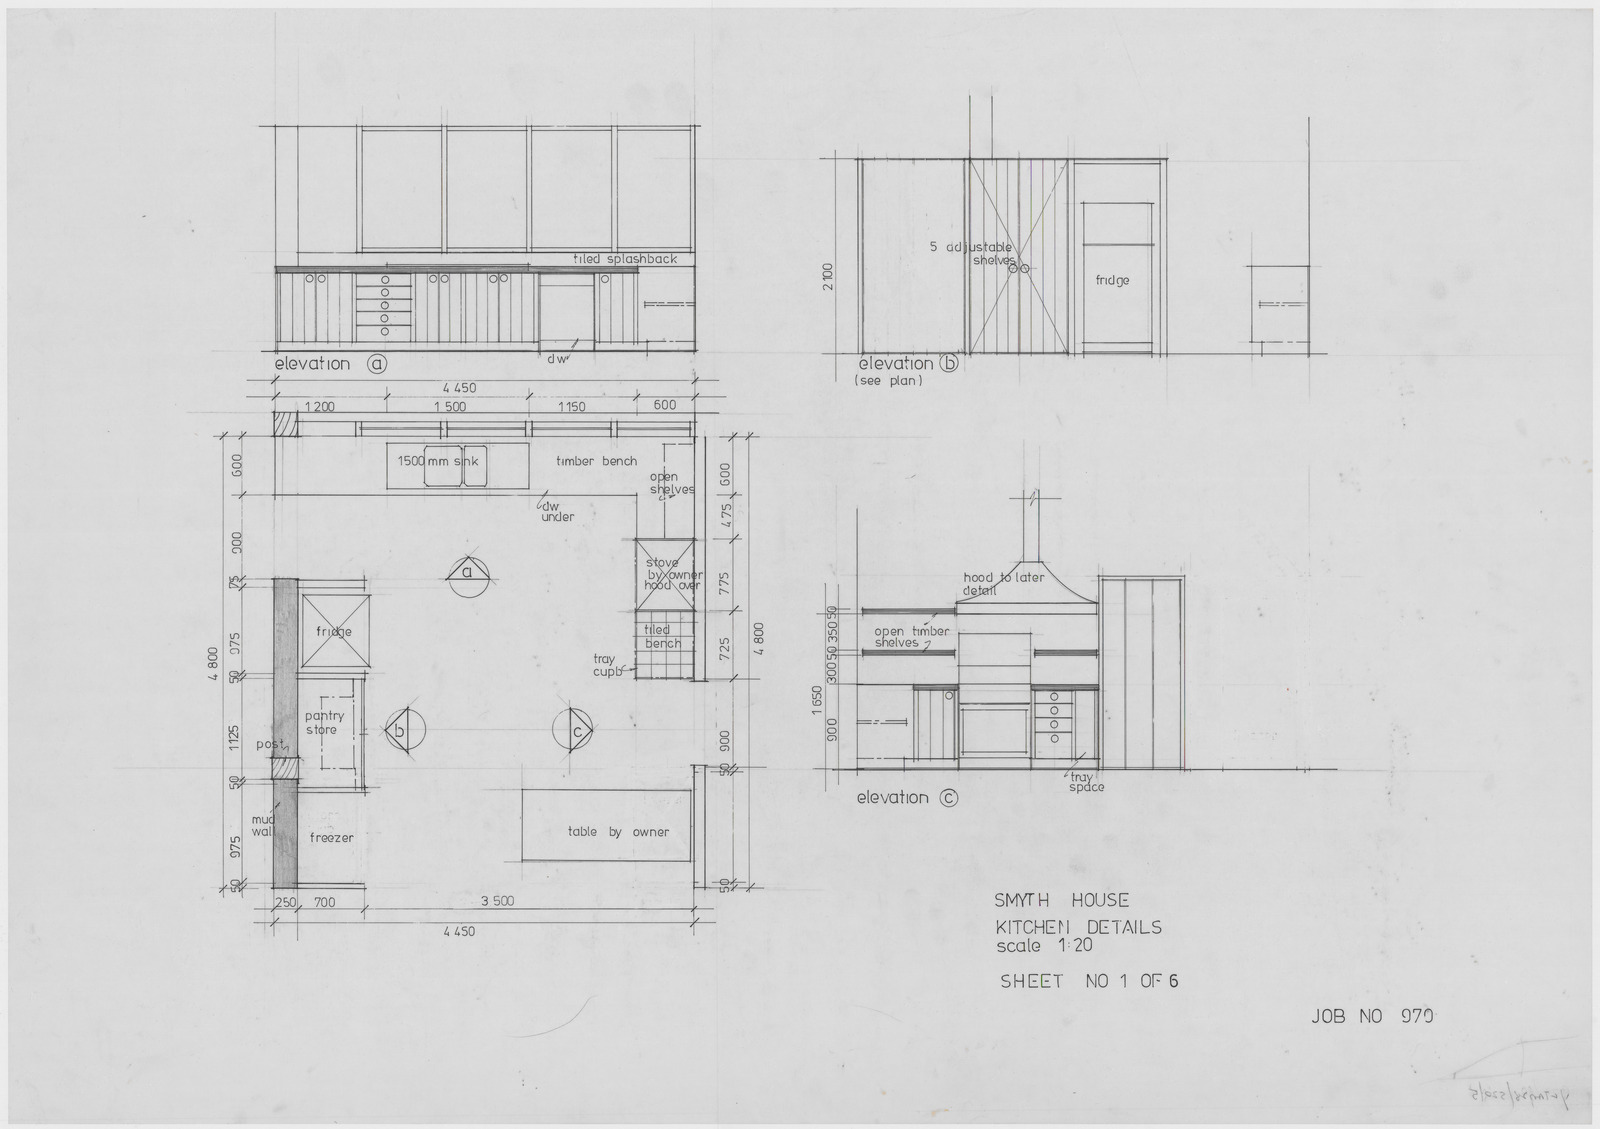 tiled splashback
dw
elevation a
4 450
1 200
1 500
1 150
600
1500 mm sink
timber bench
open
shelves
dw
under
600
900
75
975
50
1125
50
975
50
4 800
600
475
775
725
900
50
50
4 800
a
stove
by owner
hood over
fridge
tiled
bench
tray
cupb
pantry
store
post
b
c
mud
wall
freezer
table by owner
250
700
3 500
4 450
2 100
5 adjustable
shelves
fridge
elevation b
(see plan)
hood to later
detail
open timber
shelves
50
350
50
300
900
1 650
tray
space
elevation c
SMYTH HOUSE
KITCHEN DETAILS
scale 1:20
SHEET NO 1 OF 6
JOB NO 979